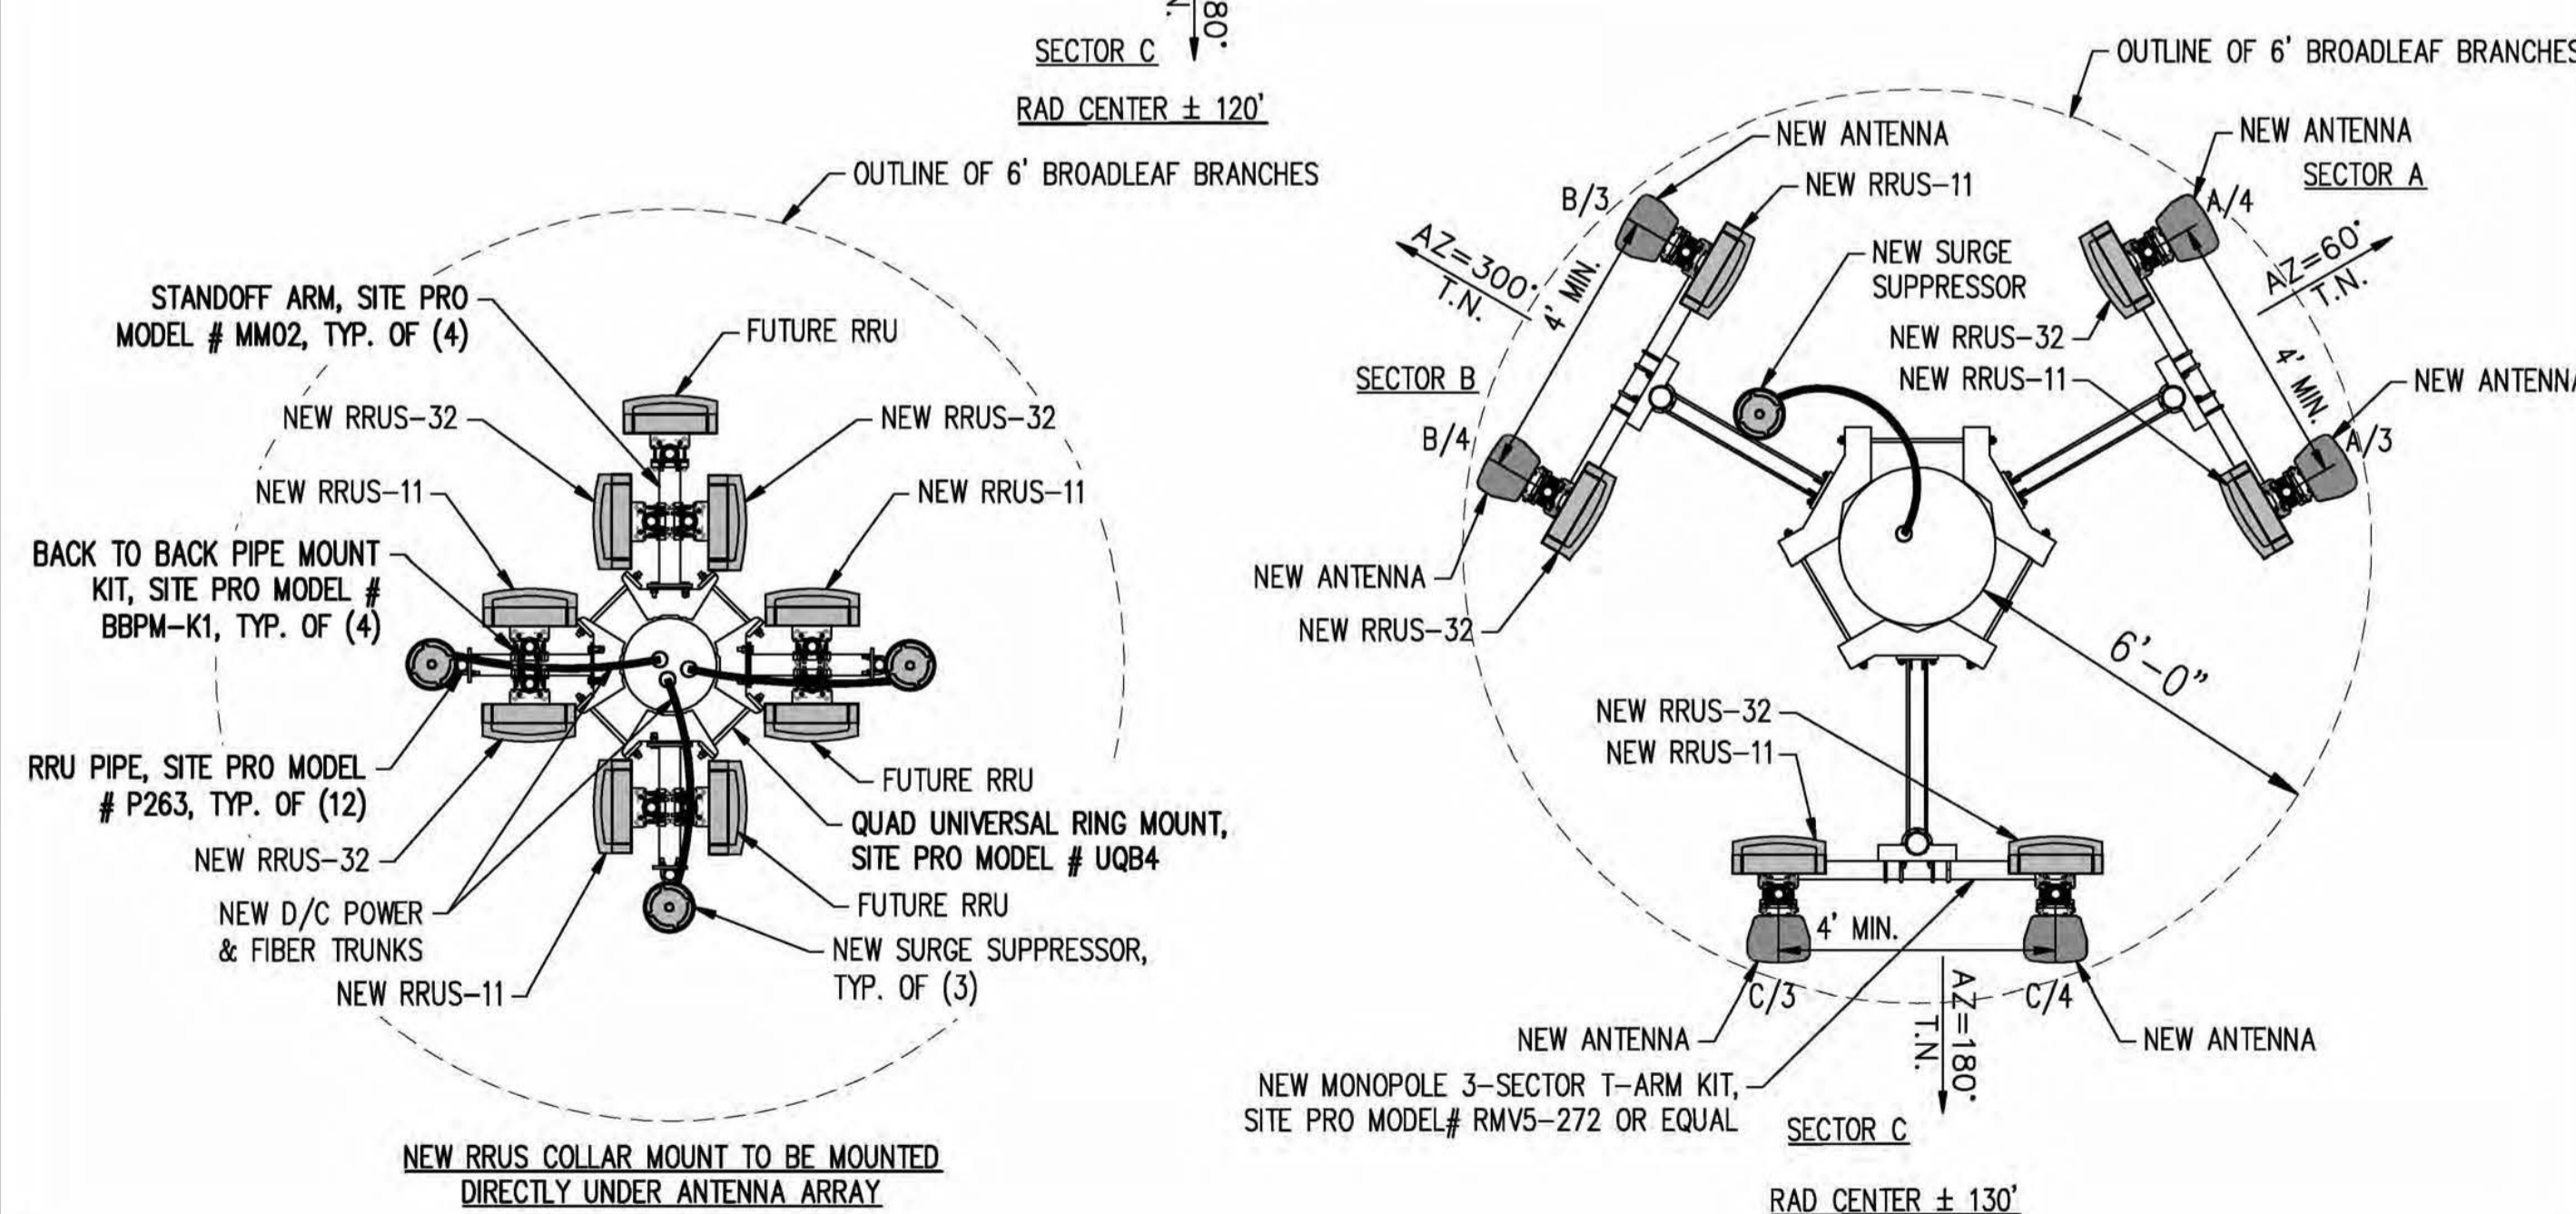 80°
SECTOR C
RAD CENTER ± 120'
OUTLINE OF 6' BROADLEAF BRANCHES
STANDOFF ARM, SITE PRO
MODEL # MM02, TYP. OF (4)
FUTURE RRU
NEW RRUS-32
NEW RRUS-32
NEW RRUS-11
NEW RRUS-11
BACK TO BACK PIPE MOUNT
KIT, SITE PRO MODEL #
BBPM-K1, TYP. OF (4)
RRU PIPE, SITE PRO MODEL
# P263, TYP. OF (12)
FUTURE RRU
QUAD UNIVERSAL RING MOUNT,
SITE PRO MODEL # UQB4
NEW RRUS-32
FUTURE RRU
NEW D/C POWER
& FIBER TRUNKS
NEW SURGE SUPPRESSOR,
TYP. OF (3)
NEW RRUS-11
NEW RRUS COLLAR MOUNT TO BE MOUNTED
DIRECTLY UNDER ANTENNA ARRAY
OUTLINE OF 6' BROADLEAF BRANCHES
NEW ANTENNA
NEW ANTENNA
SECTOR A
B/3
NEW RRUS-11
A/4
AZ=300°
T.N.
4' MIN.
NEW SURGE
SUPPRESSOR
AZ=60°
T.N.
NEW RRUS-32
4' MIN.
SECTOR B
NEW RRUS-11
NEW ANTENNA
B/4
A/3
NEW ANTENNA
NEW RRUS-32
6'-0"
NEW RRUS-32
NEW RRUS-11
4' MIN.
C/3
C/4
AZ=180°
T.N.
NEW ANTENNA
NEW ANTENNA
NEW MONOPOLE 3-SECTOR T-ARM KIT,
SITE PRO MODEL# RMV5-272 OR EQUAL
SECTOR C
RAD CENTER ± 130'